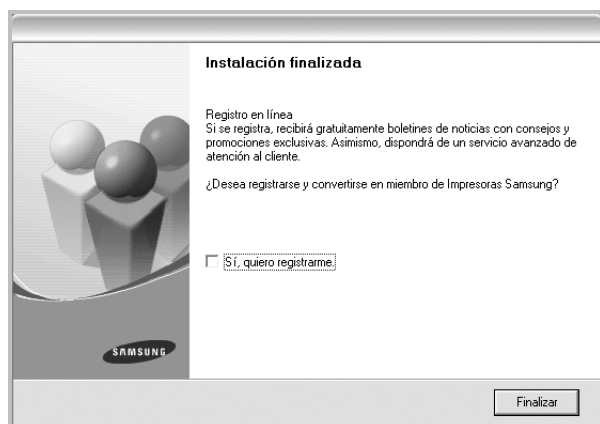 Instalación finalizada
Registro en línea
Si se registra, recibirá gratuitamente boletines de noticias con consejos y
promociones exclusivas. Asimismo, dispondrá de un servicio avanzado de
atención al cliente.
¿Desea registrarse y convertirse en miembro de Impresoras Samsung?
Sí, quiero registrarme.
SAMSUNG
Finalizar